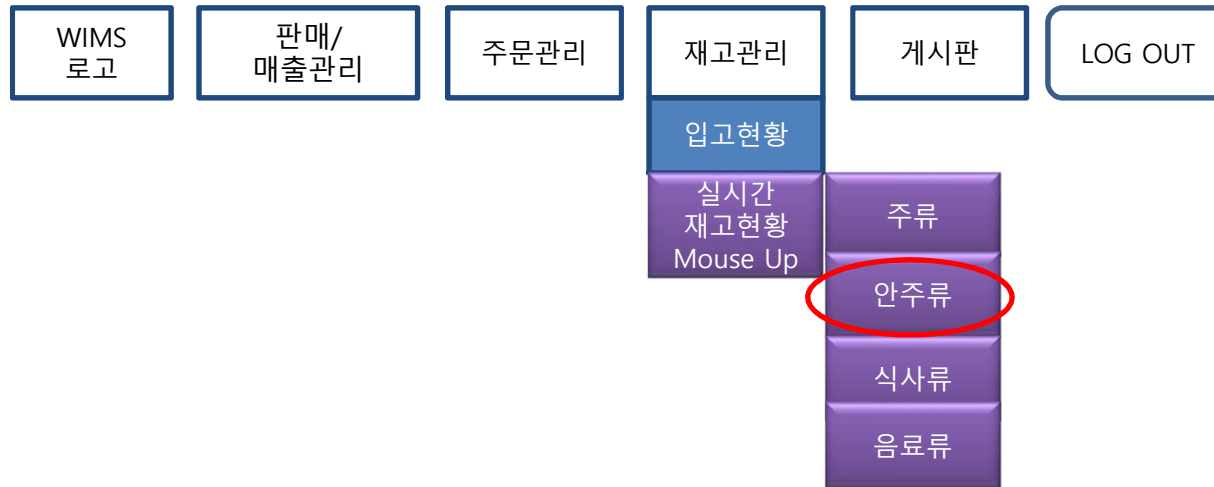 WIMS
로고
판매/
매출관리
주문관리
재고관리
게시판
LOG OUT
입고현황
실시간
재고현황
Mouse Up
주류
안주류
식사류
음료류